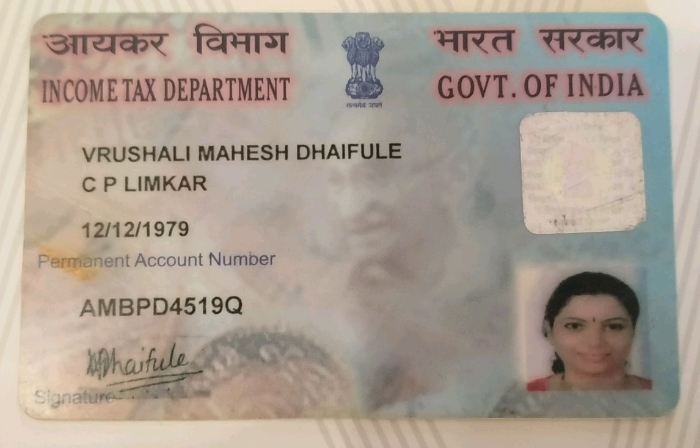 आयकर विभाग
भारत सरकार
INCOME TAX DEPARTMENT
GOVT. OF INDIA
सत्यमेव जयते
VRUSHALI MAHESH DHAIFULE
C P LIMKAR
12/12/1979
Permanent Account Number
AMBPD4519Q
Dhaifule
Signature